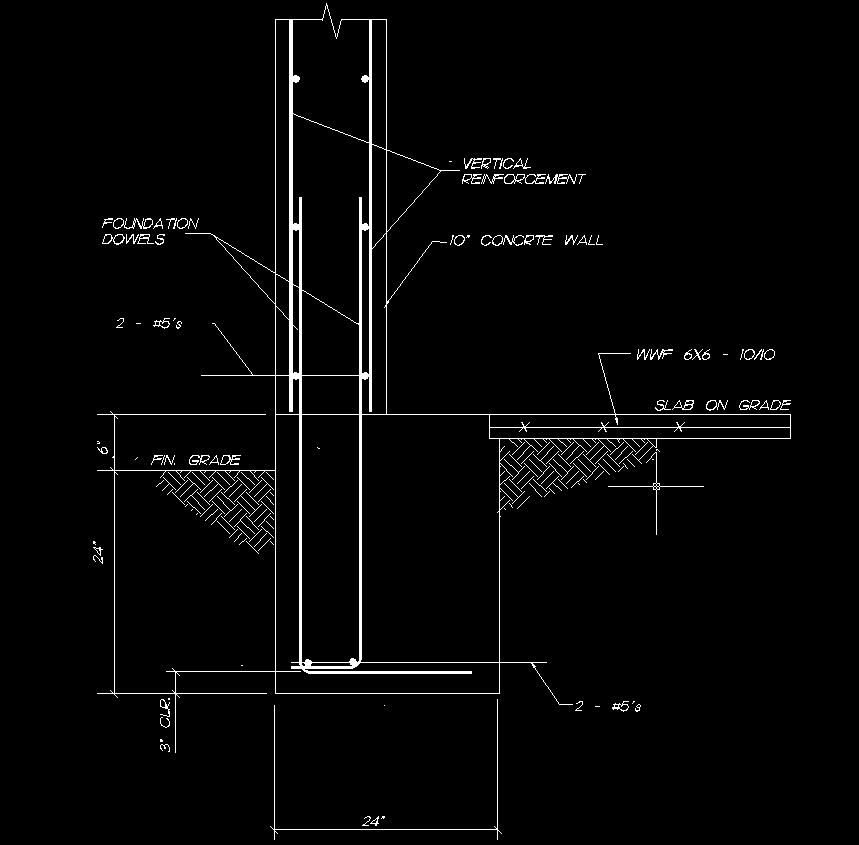 VERTICAL
REINFORCEMENT
FOUNDATION
DOWELS
10" CONCRTE WALL
2 - #5's
WWF 6X6 - 10/10
SLAB ON GRADE
6"
FIN. GRADE
24"
3" CLR.
2 - #5's
24"